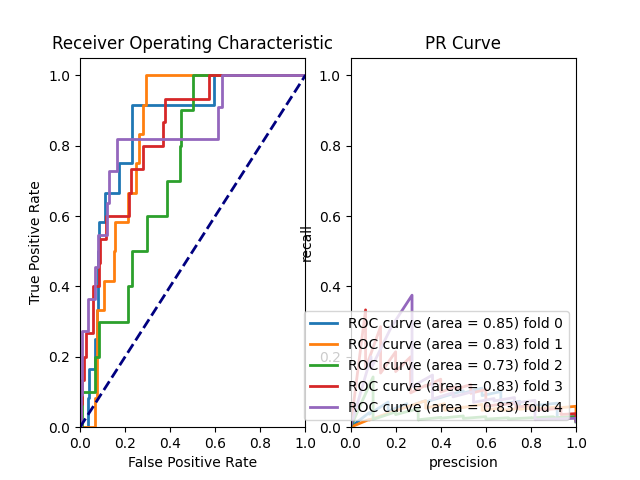 Receiver Operating Characteristic
PR Curve
1.0
0.8
0.6
0.4
0.2
0.0
True Positive Rate
0.0 0.2 0.4 0.6 0.8 1.0
False Positive Rate
1.0
0.8
0.6
0.4
0.2
0.0
recall
0.0 0.2 0.4 0.6 0.8 1.0
prescision
ROC curve (area = 0.85) fold 0
ROC curve (area = 0.83) fold 1
ROC curve (area = 0.73) fold 2
ROC curve (area = 0.83) fold 3
ROC curve (area = 0.83) fold 4